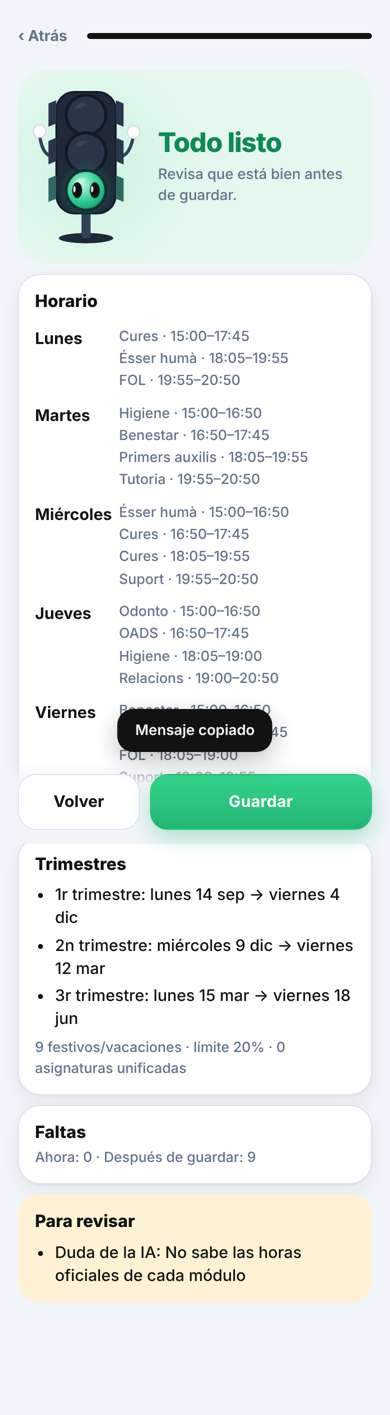 ‹ Atrás
Todo listo
Revisa que está bien antes
de guardar.
Horario
Lunes
Cures · 15:00–17:45
Ésser humà · 18:05–19:55
FOL · 19:55–20:50
Martes
Higiene · 15:00–16:50
Benestar · 16:50–17:45
Primers auxilis · 18:05–19:55
Tutoria · 19:55–20:50
Miércoles
Ésser humà · 15:00–16:50
Cures · 16:50–17:45
Cures · 18:05–19:55
Suport · 19:55–20:50
Jueves
Odonto · 15:00–16:50
OADS · 16:50–17:45
Higiene · 18:05–19:00
Relacions · 19:00–20:50
Viernes
Mensaje copiado
45
FOL · 18:05–19:00
Volver
Guardar
Trimestres
• 1r trimestre: lunes 14 sep → viernes 4
dic
• 2n trimestre: miércoles 9 dic → viernes
12 mar
• 3r trimestre: lunes 15 mar → viernes 18
jun
9 festivos/vacaciones · límite 20% · 0
asignaturas unificadas
Faltas
Ahora: 0 · Después de guardar: 9
Para revisar
• Duda de la IA: No sabe las horas
oficiales de cada módulo